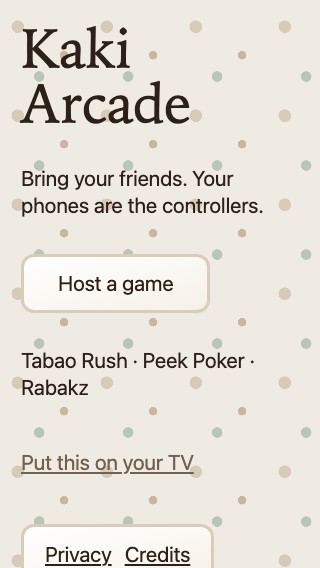 Kaki
Arcade
Bring your friends. Your
phones are the controllers.
Host a game
Tabao Rush · Peek Poker ·
Rabakz
Put this on your TV
Privacy Credits